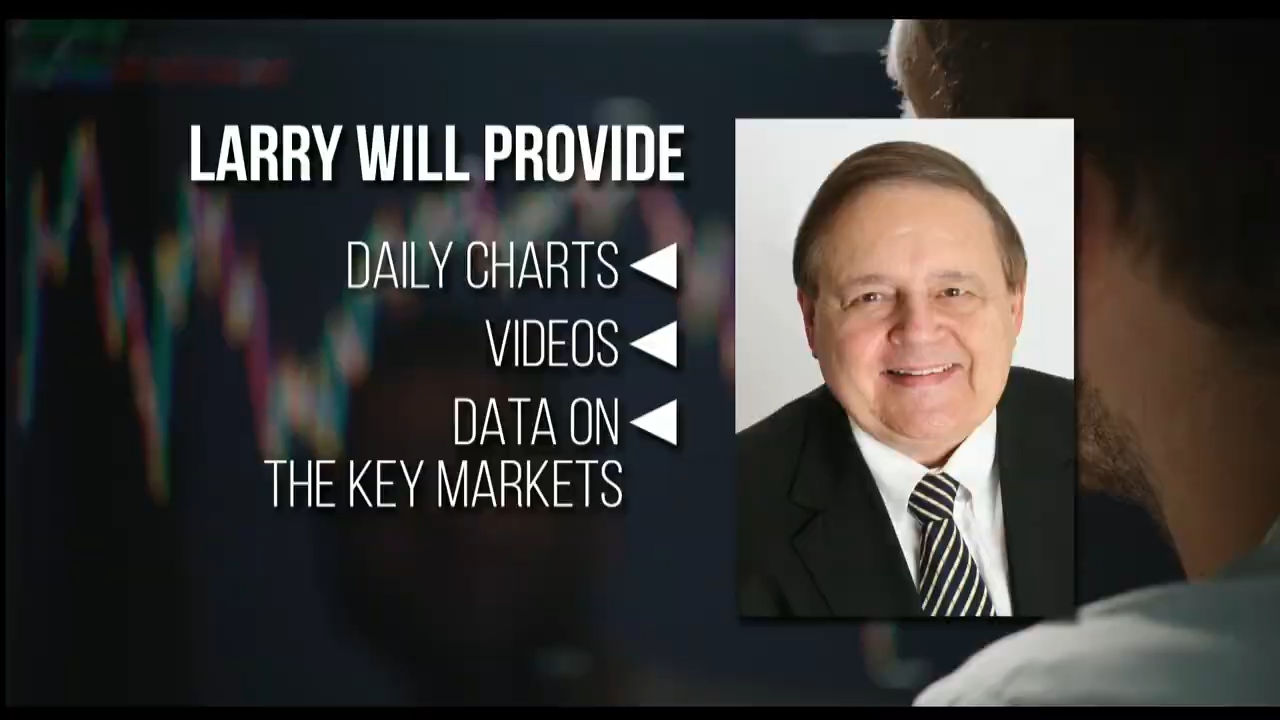 LARRY WILL PROVIDE
DAILY CHARTS
VIDEOS
DATA ON
THE KEY MARKETS